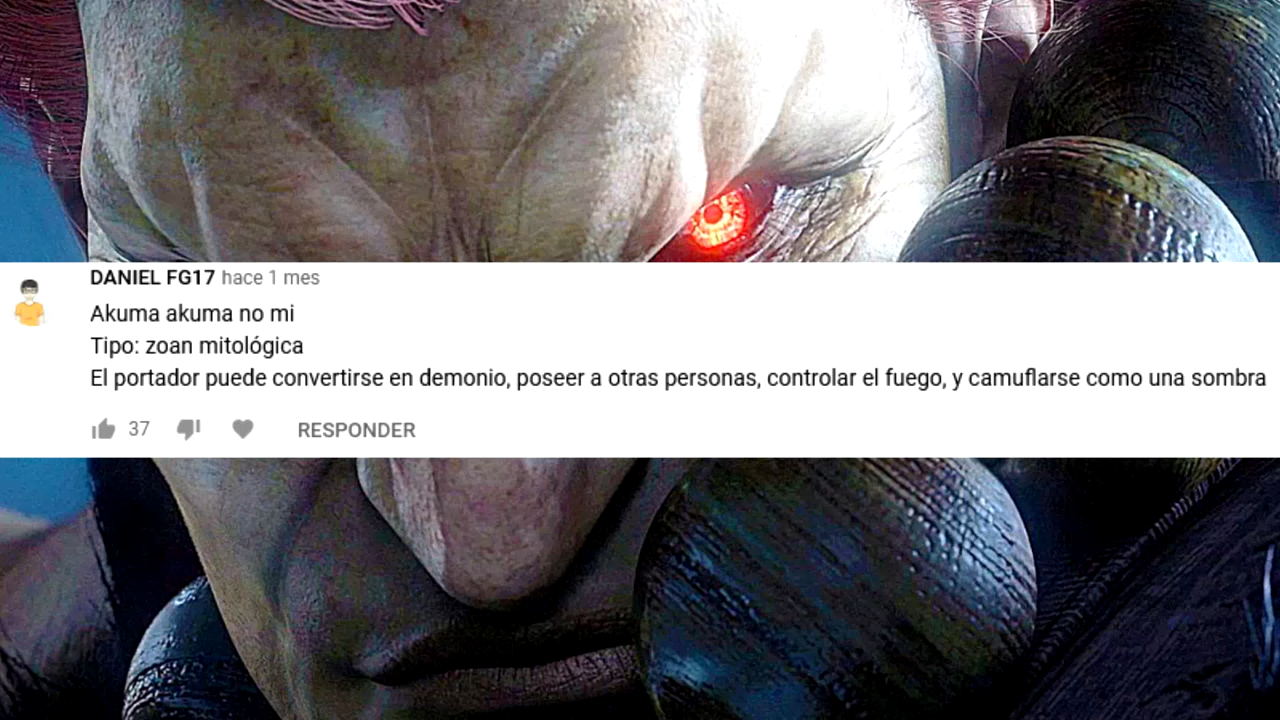 DANIEL FG17 hace 1 mes
Akuma akuma no mi
Tipo: zoan mitológica
El portador puede convertirse en demonio, poseer a otras personas, controlar el fuego, y camuflarse como una sombra
37
RESPONDER